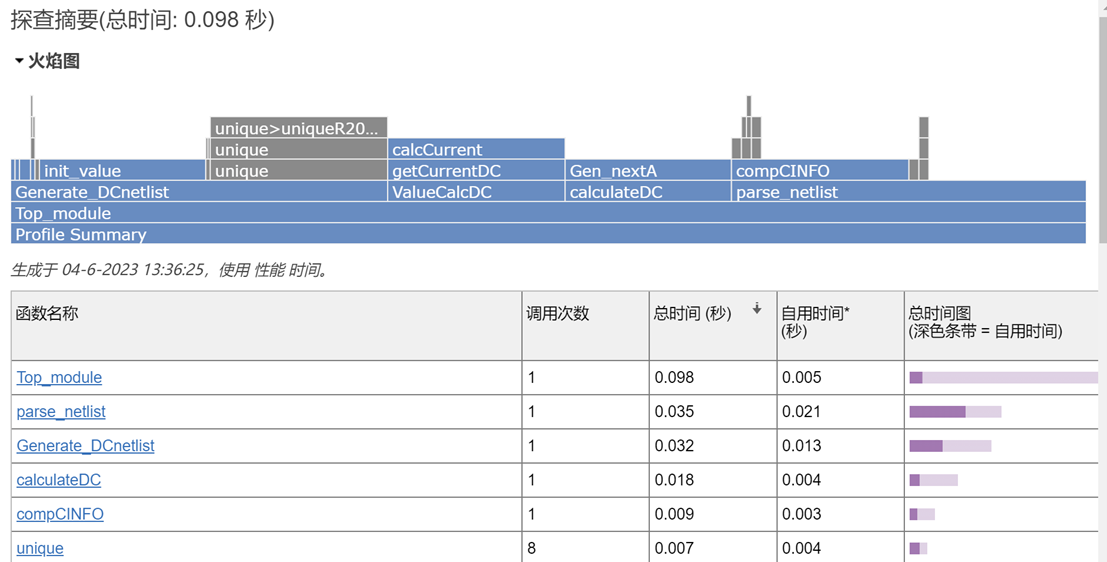 探查摘要(总时间: 0.098 秒)
火焰图
unique>uniqueR20...
unique calcCurrent
init_value unique getCurrentDC Gen_nextA compCINFO
Generate_DCnetlist ValueCalcDC calculateDC parse_netlist
Top_module
Profile Summary
生成于 04-6-2023 13:36:25，使用 性能 时间。
函数名称 调用次数 总时间 (秒) 自用时间* (秒) 总时间图
(深色条带 = 自用时间)
Top_module 1 0.098 0.005
parse_netlist 1 0.035 0.021
Generate_DCnetlist 1 0.032 0.013
calculateDC 1 0.018 0.004
compCINFO 1 0.009 0.003
unique 8 0.007 0.004